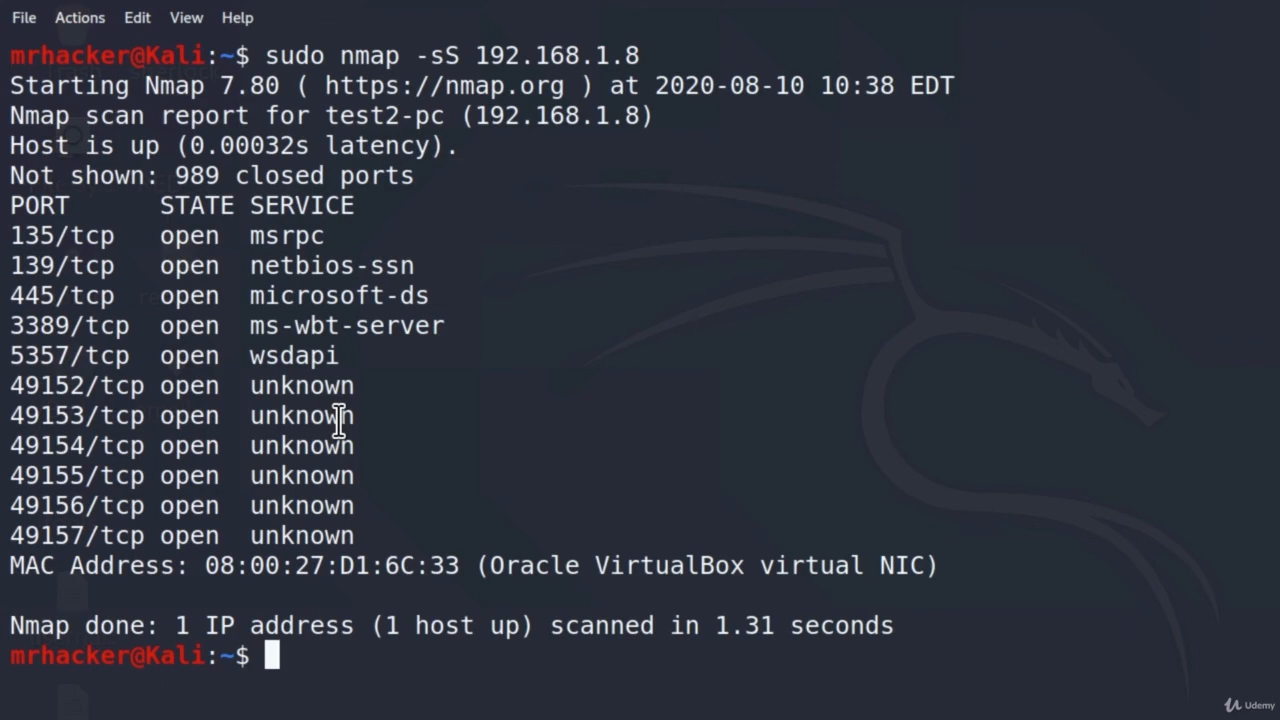 File Actions Edit View Help
mrhacker@Kali:~$ sudo nmap -sS 192.168.1.8
Starting Nmap 7.80 ( https://nmap.org ) at 2020-08-10 10:38 EDT
Nmap scan report for test2-pc (192.168.1.8)
Host is up (0.00032s latency).
Not shown: 989 closed ports
PORT      STATE SERVICE
135/tcp   open  msrpc
139/tcp   open  netbios-ssn
445/tcp   open  microsoft-ds
3389/tcp  open  ms-wbt-server
5357/tcp  open  wsdapi
49152/tcp open  unknown
49153/tcp open  unknown
49154/tcp open  unknown
49155/tcp open  unknown
49156/tcp open  unknown
49157/tcp open  unknown
MAC Address: 08:00:27:D1:6C:33 (Oracle VirtualBox virtual NIC)
Nmap done: 1 IP address (1 host up) scanned in 1.31 seconds
mrhacker@Kali:~$
Udemy